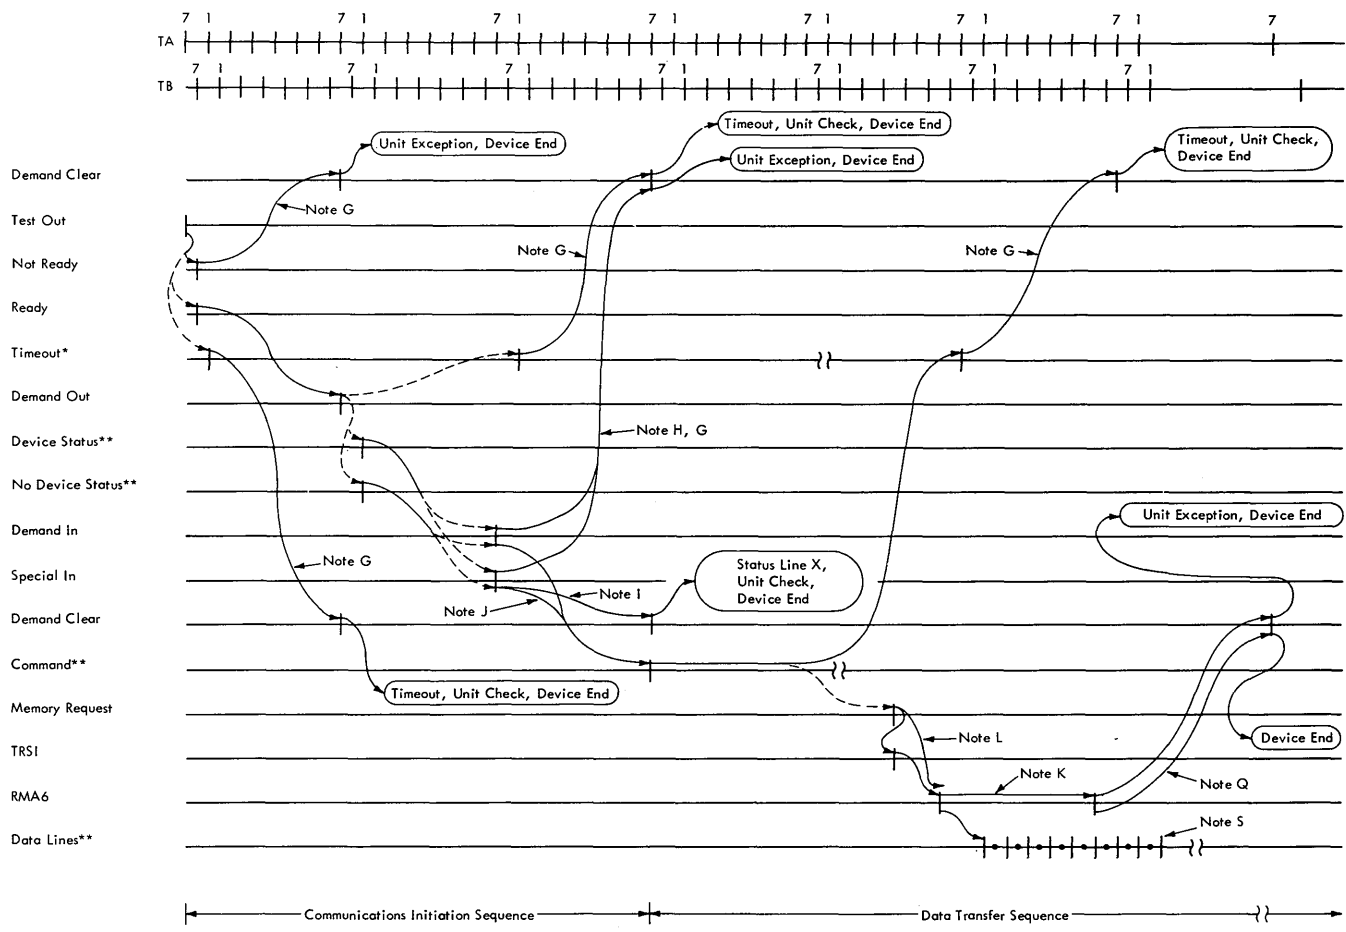 7 1 7 1 7 1 7 1 7 1 7 1 7 1 7
TA
7 1 7 1 7 1 7 1 7 1 7 1 7 1
TB
Timeout, Unit Check, Device End
Unit Exception, Device End
Timeout, Unit Check,
Device End
Unit Exception, Device End
Demand Clear
Note G
Test Out
Note G
Note G
Not Ready
Ready
Timeout*
Demand Out
Note H, G
Device Status**
No Device Status**
Unit Exception, Device End
Demand In
Note G
Status Line X,
Unit Check,
Device End
Special In
Note I
Note J
Demand Clear
Command**
Timeout, Unit Check, Device End
Memory Request
Note L
Device End
TRSI
Note K
Note Q
RMA6
Note S
Data Lines**
Communications Initiation Sequence
Data Transfer Sequence